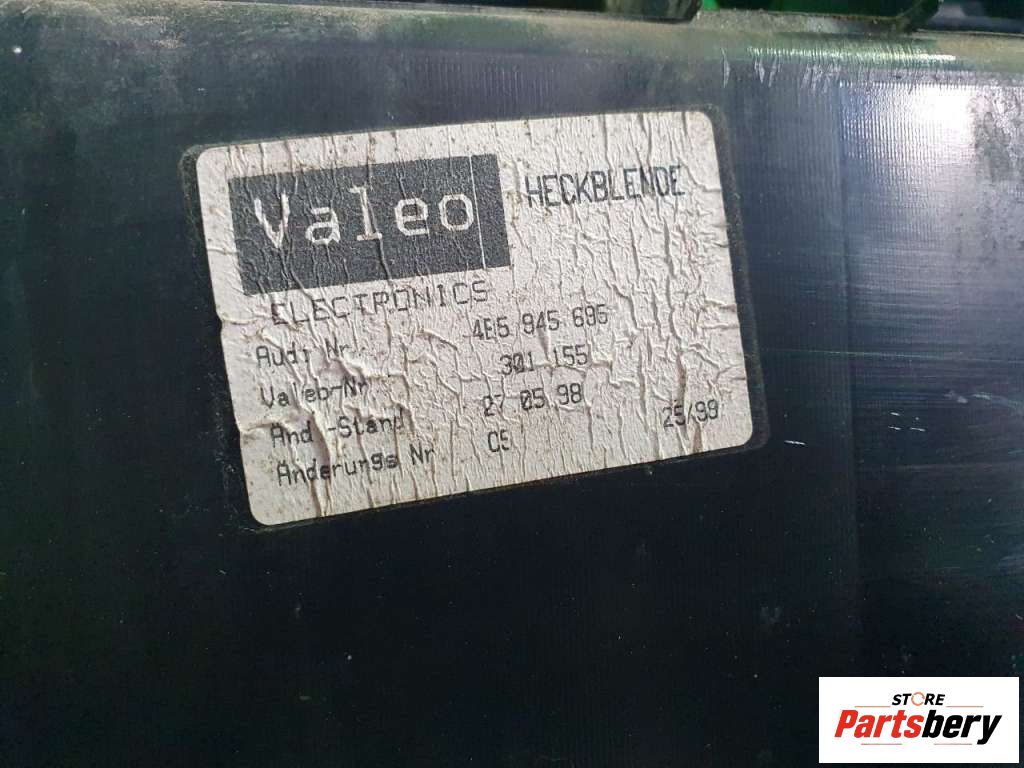 Valeo
HECKBLENDE
ELECTRONICS
Audi Nr. 4B5 945 695
Valeo-Nr 301 155
And.-Stand 27 05.98
Anderungs Nr C5 25/99
STORE
Partsbery